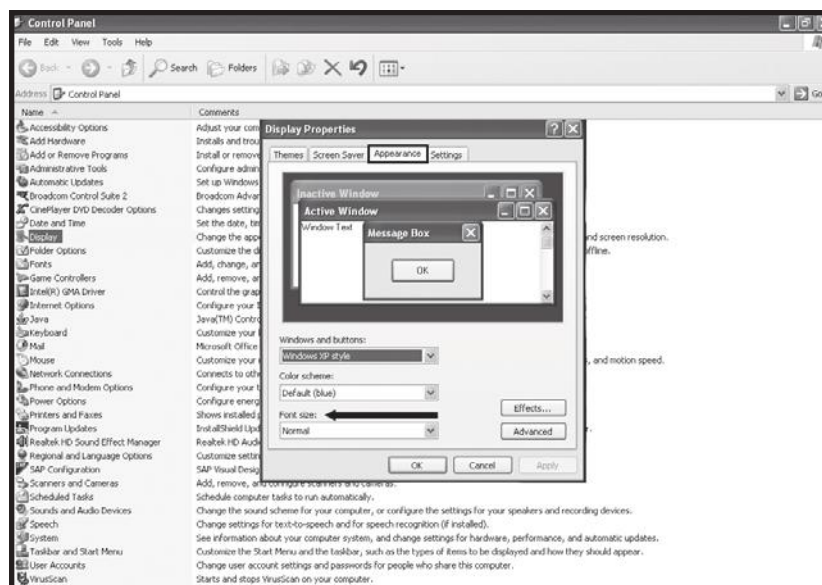 Control Panel
File Edit View Tools Help
Back Search Folders
Address Control Panel Go
Name Comments
Accessibility Options Adjust your com
Add Hardware Installs and trou
Add or Remove Programs Install or remove
Administrative Tools Configure admin
Automatic Updates Set up Windows
Broadcom Control Suite 2 Broadcom Advan
CinePlayer DVD Decoder Options Changes setting
Date and Time Set the date, tim
Display Change the appe nd screen resolution.
Folder Options Customize the di ffline.
Fonts Add, change, an
Game Controllers Add, remove, an
Intel(R) GMA Driver Control the grap
Internet Options Configure your I
Java Java(TM) Contro
Keyboard Customize your k
Mail Microsoft Office
Mouse Customize your , and motion speed.
Network Connections Connects to oth
Phone and Modem Options Configure your t
Power Options Configure energ
Printers and Faxes Shows installed p
Program Updates InstallShield Upd
Realtek HD Sound Effect Manager Realtek HD Audi
Regional and Language Options Customize settin
SAP Configuration SAP Visual Desig
Scanners and Cameras Add, remove, and configure scanners and cameras.
Scheduled Tasks Schedule computer tasks to run automatically.
Sounds and Audio Devices Change the sound scheme for your computer, or configure the settings for your speakers and recording devices.
Speech Change settings for text-to-speech and for speech recognition (if installed).
System See information about your computer system, and change settings for hardware, performance, and automatic updates.
Taskbar and Start Menu Customize the Start Menu and the taskbar, such as the types of items to be displayed and how they should appear.
User Accounts Change user account settings and passwords for people who share this computer.
VirusScan Starts and stops VirusScan on your computer.
Display Properties
Themes Screen Saver Appearance Settings
Inactive Window
Active Window
Window Text
Message Box
OK
Windows and buttons:
Windows XP style
Color scheme:
Default (blue)
Font size:
Normal
Effects...
Advanced
OK Cancel Apply